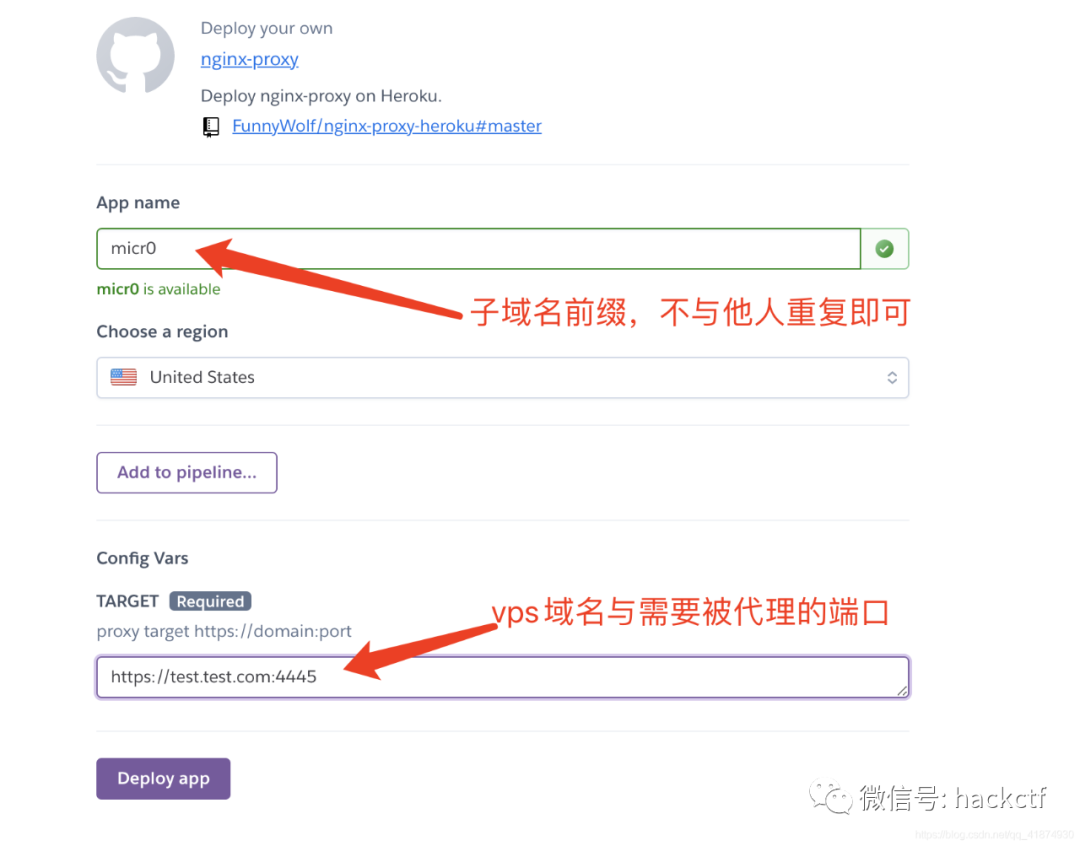 Deploy your own
nginx-proxy
Deploy nginx-proxy on Heroku.
FunnyWolf/nginx-proxy-heroku#master
App name
micr0
micr0 is available
子域名前缀，不与他人重复即可
Choose a region
United States
Add to pipeline...
Config Vars
TARGET Required
vps域名与需要被代理的端口
proxy target https://domain:port
https://test.test.com:4445
Deploy app
微信号: hackctf
https://blog.csdn.net/qq_41874930